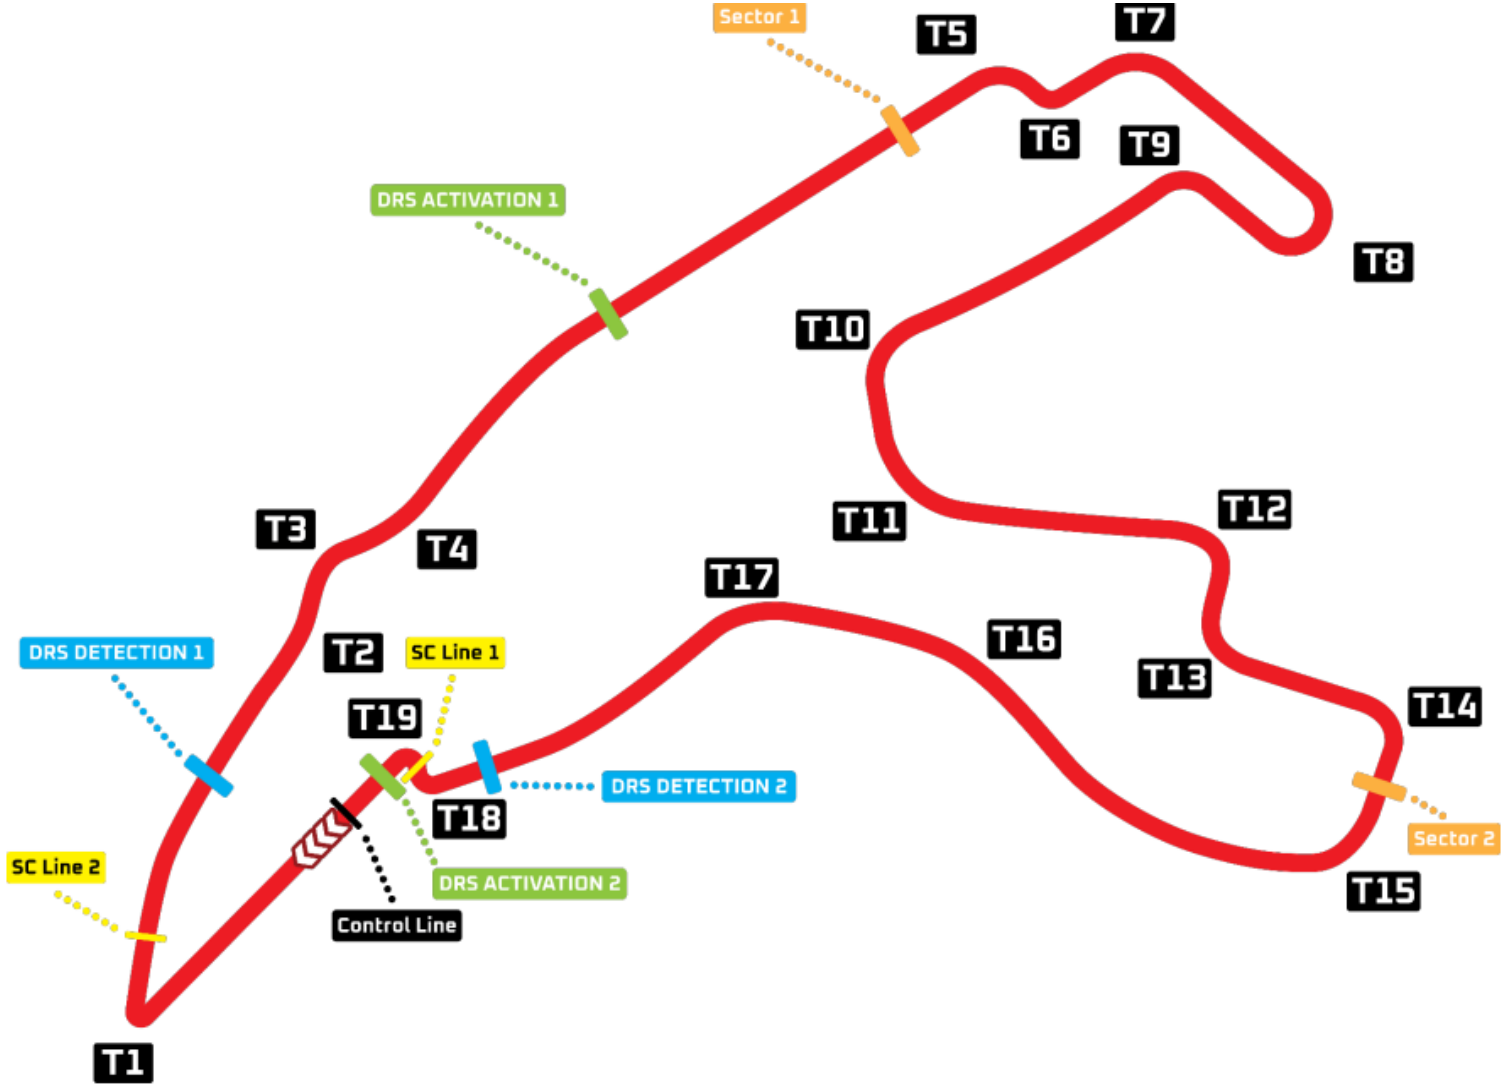 Sector 1
T5
T7
T6
T9
DRS ACTIVATION 1
T8
T10
T3
T4
T11
T12
T17
DRS DETECTION 1
T2
SC Line 1
T16
T13
T19
T14
DRS DETECTION 2
T18
Sector 2
SC Line 2
DRS ACTIVATION 2
T15
Control Line
T1